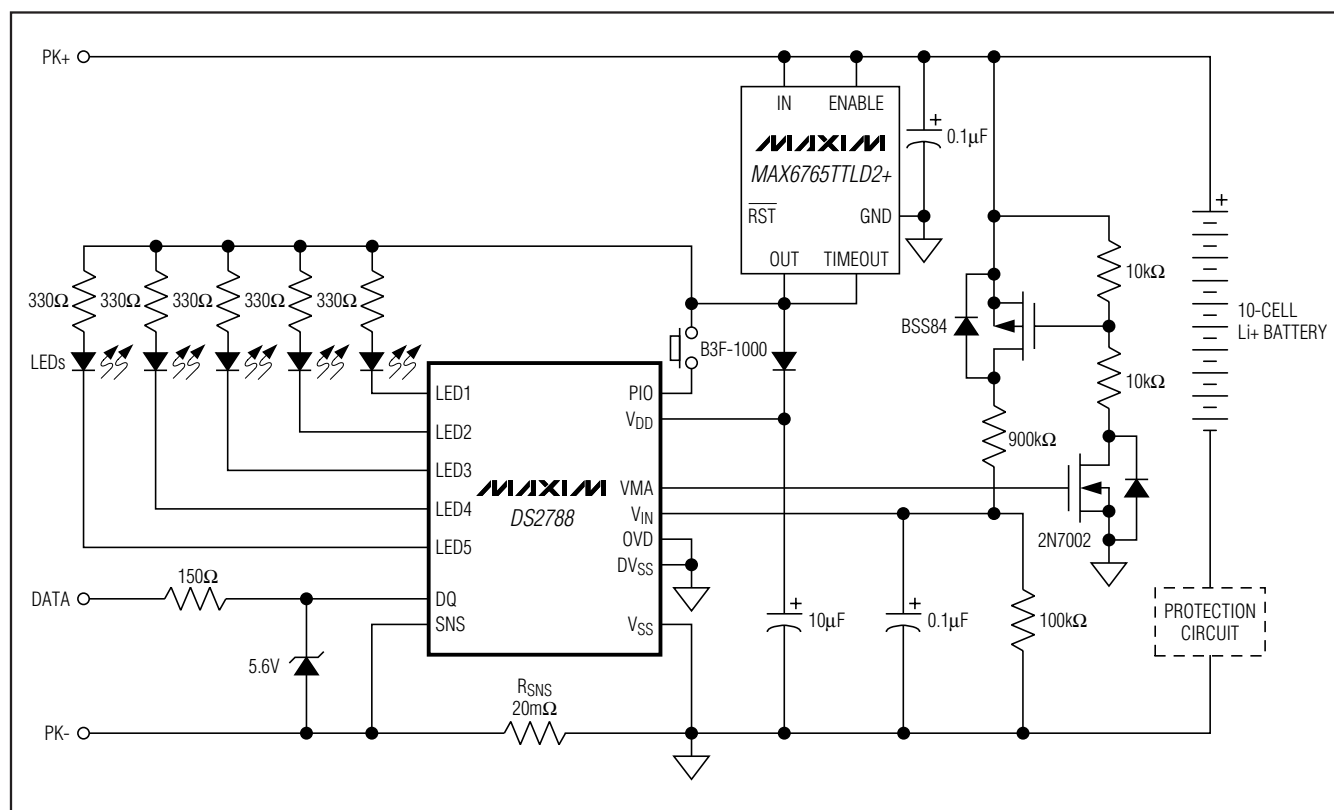 PK+
IN ENABLE
MAXIM
MAX6765TTLD2+
RST GND
OUT TIMEOUT
+
0.1µF
+
10-CELL
Li+ BATTERY
10kΩ
BSS84
10kΩ
900kΩ
2N7002
PROTECTION
CIRCUIT
330Ω 330Ω 330Ω 330Ω 330Ω
LEDs
B3F-1000
LED1
LED2
LED3
LED4
LED5
DQ
SNS
MAXIM
DS2788
PIO
VDD
VMA
VIN
OVD
DVSS
VSS
+
10µF
+
0.1µF
100kΩ
DATA
150Ω
5.6V
RSNS
20mΩ
PK-